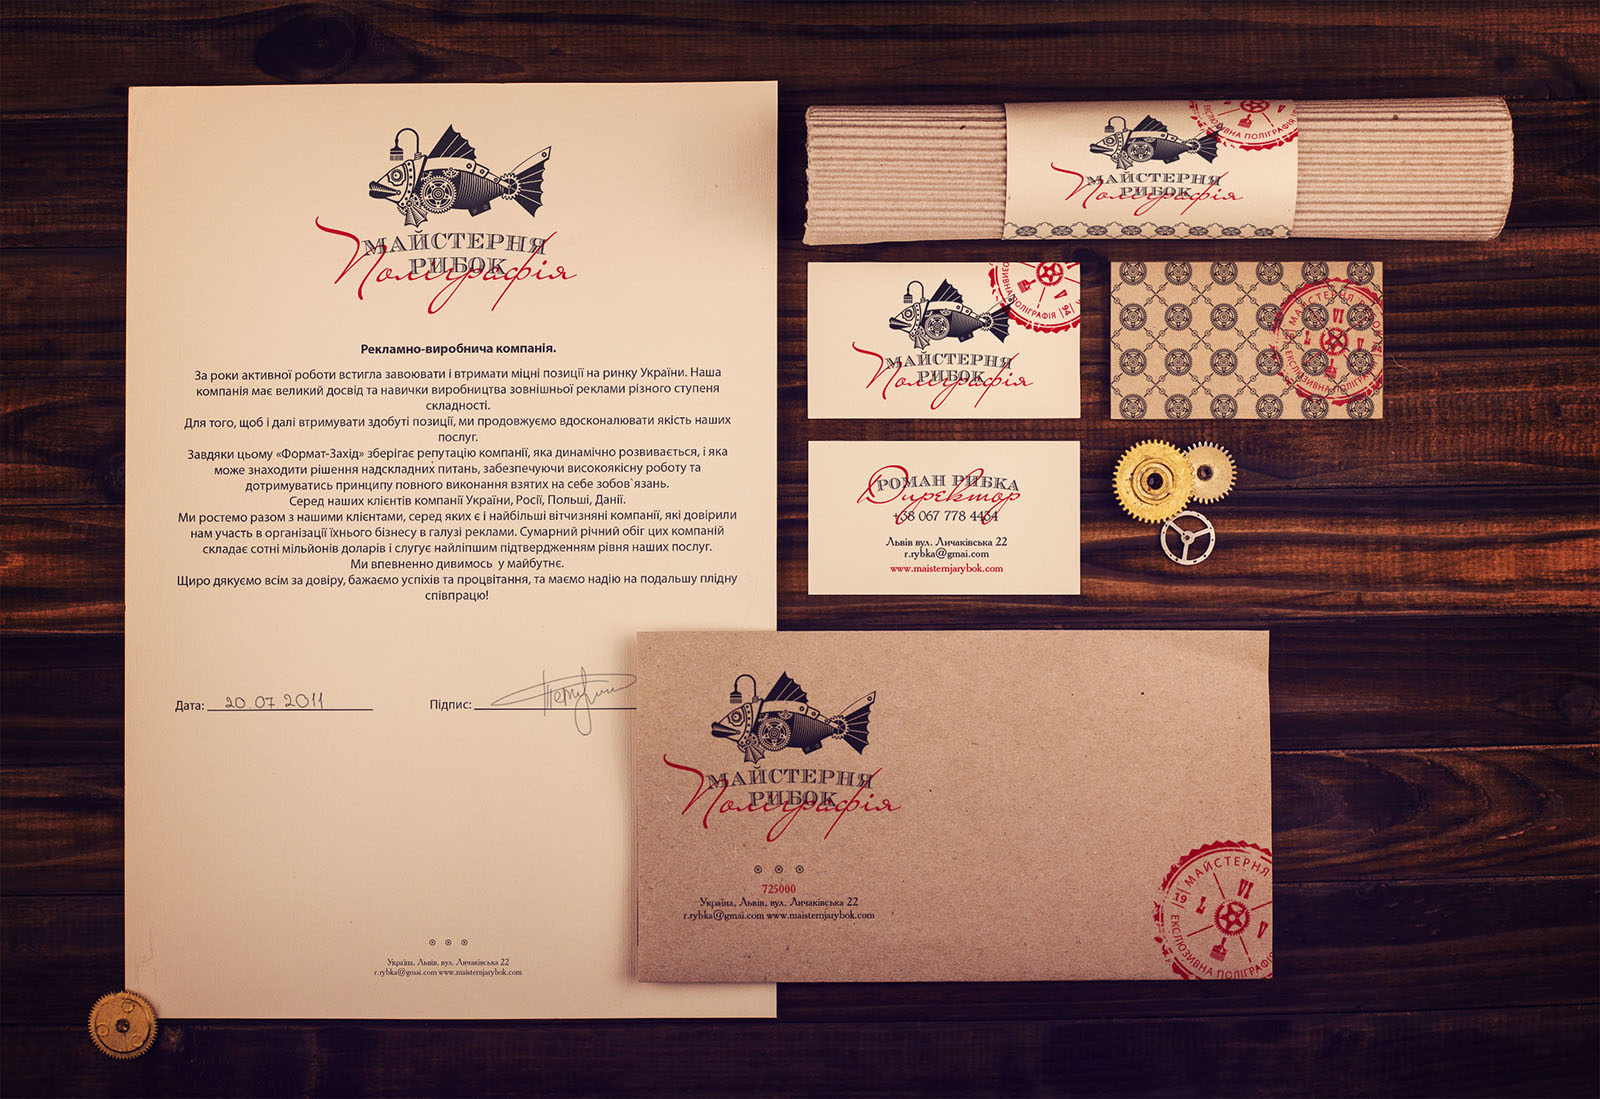 МАЙСТЕРНЯ
РИБОК
Поліграфія
Рекламно-виробнича компанія.
За роки активної роботи встигла завоювати і втримати міцні позиції на ринку України. Наша
компанія має великий досвід та навички виробництва зовнішньої реклами різного ступеня
складності.
Для того, щоб і далі втримувати здобуті позиції, ми продовжуємо вдосконалювати якість наших
послуг.
Завдяки цьому «Формат-Захід» зберігає репутацію компанії, яка динамічно розвивається, і яка
може знаходити рішення надскладних питань, забезпечуючи високоякісну роботу та
дотримуватись принципу повного виконання взятих на себе зобов`язань.
Серед наших клієнтів компанії України, Росії, Польші, Данії.
Ми ростемо разом з нашими клієнтами, серед яких є і найбільші вітчизняні компанії, які довірили
нам участь в організації їхнього бізнесу в галузі реклами. Сумарний річний обіг цих компаній
складає сотні мільйонів доларів і слугує найліпшим підтвердженням рівня наших послуг.
Ми впевненно дивимось у майбутнє.
Щиро дякуємо всім за довіру, бажаємо успіхів та процвітання, та маємо надію на подальшу плідну
співпрацю!
Дата: 20.07 2011 Підпис:
Україна, Львів, вул. Личаківська 22
r.rybka@gmai.com www.maisternjarybok.com
МАЙСТЕРНЯ
РИБОК
Поліграфія
ЕКСЛЮЗИВНА ПОЛІГРАФІЯ
V
МАЙСТЕРНЯ
РИБОК
Поліграфія
ЕКСЛЮЗИВНА ПОЛІГРАФІЯ
94
V
МАЙСТЕРНЯ РИБОК
VI
L
V
94
ЕКСЛЮЗИВНА ПОЛІГРАФІЯ
РОМАН РИБКА
Директор
+38 067 778 4434
Львів вул. Личаківська 22
r.rybka@gmai.com
www.maisternjarybok.com
МАЙСТЕРНЯ
РИБОК
Поліграфія
725000
Україна, Львів, вул. Личаківська 22
r.rybka@gmai.com www.maisternjarybok.com
МАЙСТЕРНЯ
19
VI
L
V
ЕКСЛЮЗИВНА ПОЛІГРАФІЯ